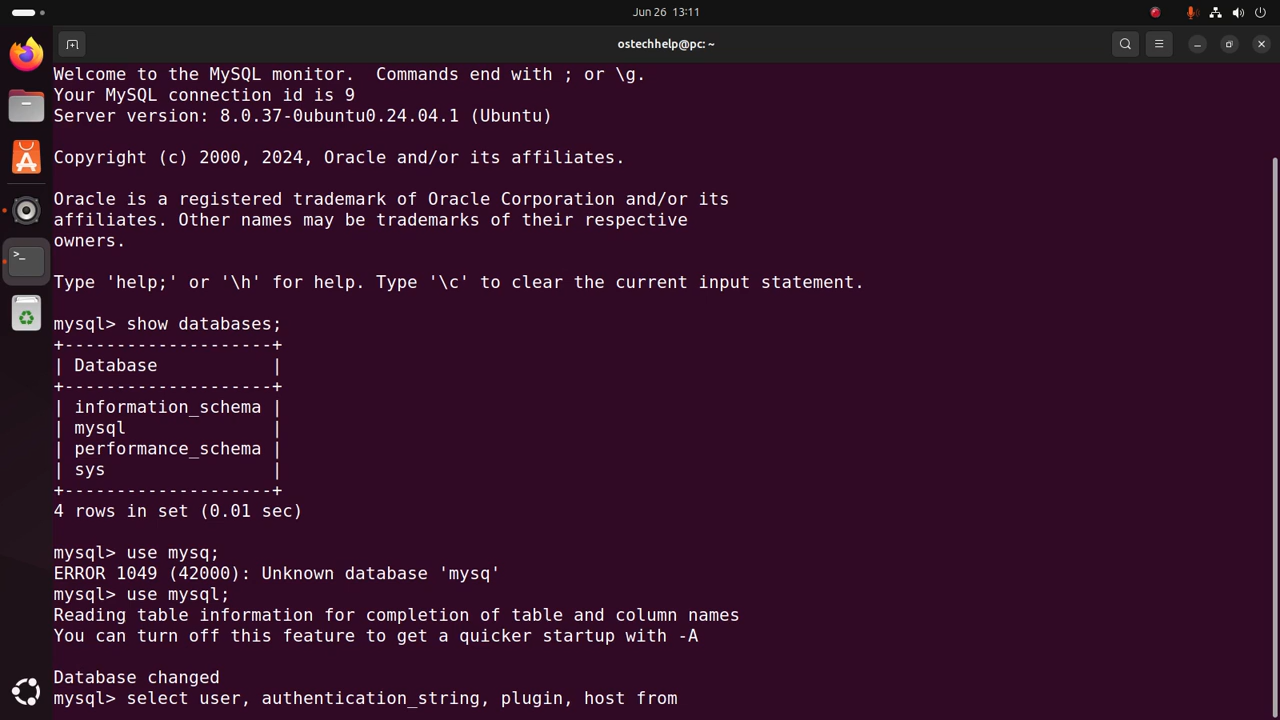 Jun 26 13:11
ostechhelp@pc: ~
Welcome to the MySQL monitor.  Commands end with ; or \g.
Your MySQL connection id is 9
Server version: 8.0.37-0ubuntu0.24.04.1 (Ubuntu)
Copyright (c) 2000, 2024, Oracle and/or its affiliates.
Oracle is a registered trademark of Oracle Corporation and/or its
affiliates. Other names may be trademarks of their respective
owners.
Type 'help;' or '\h' for help. Type '\c' to clear the current input statement.
mysql> show databases;
+--------------------+
| Database           |
+--------------------+
| information_schema |
| mysql              |
| performance_schema |
| sys                |
+--------------------+
4 rows in set (0.01 sec)
mysql> use mysq;
ERROR 1049 (42000): Unknown database 'mysq'
mysql> use mysql;
Reading table information for completion of table and column names
You can turn off this feature to get a quicker startup with -A
Database changed
mysql> select user, authentication_string, plugin, host from